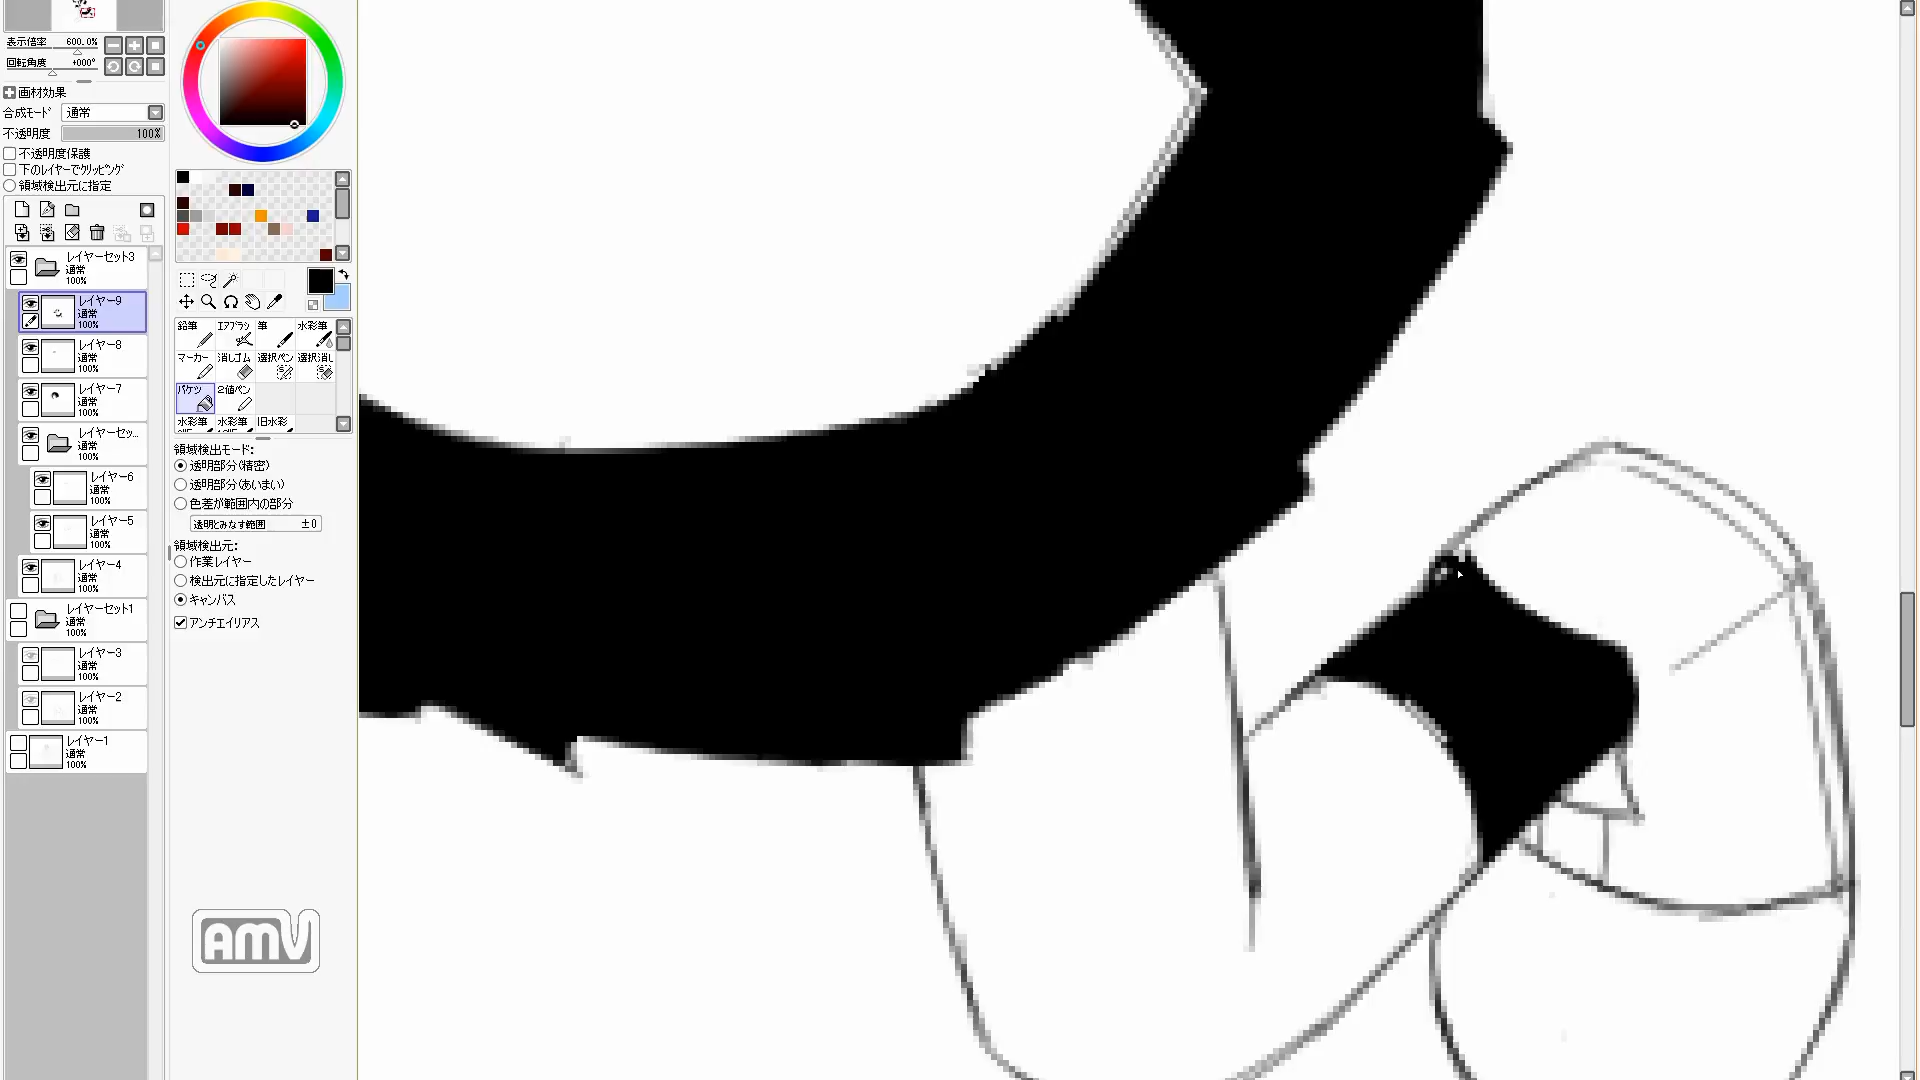 表示倍率 600.0%
回転角度 +000°
画材効果
合成ﾓｰﾄﾞ 通常
不透明度 100%
不透明度保護
下のレイヤーでｸﾘｯﾋﾟﾝｸﾞ
領域検出元に指定
レイヤーセット3
通常
100%
レイヤー9
通常
100%
レイヤー8
通常
100%
レイヤー7
通常
100%
レイヤーセッ...
通常
100%
レイヤー6
通常
100%
レイヤー5
通常
100%
レイヤー4
通常
100%
レイヤーセット1
通常
100%
レイヤー3
通常
100%
レイヤー2
通常
100%
レイヤー1
通常
100%
鉛筆 ｴｱﾌﾞﾗｼ 筆 水彩筆
マーカー 消しｺﾞﾑ 選択ﾍﾟﾝ 選択消し
バケツ 2値ペン
水彩筆 水彩筆 旧水彩
領域検出モード:
透明部分(精密)
透明部分(あいまい)
色差が範囲内の部分
透明とみなす範囲 ±0
領域検出元:
作業レイヤー
検出元に指定したレイヤー
キャンバス
アンチエイリアス
AMV